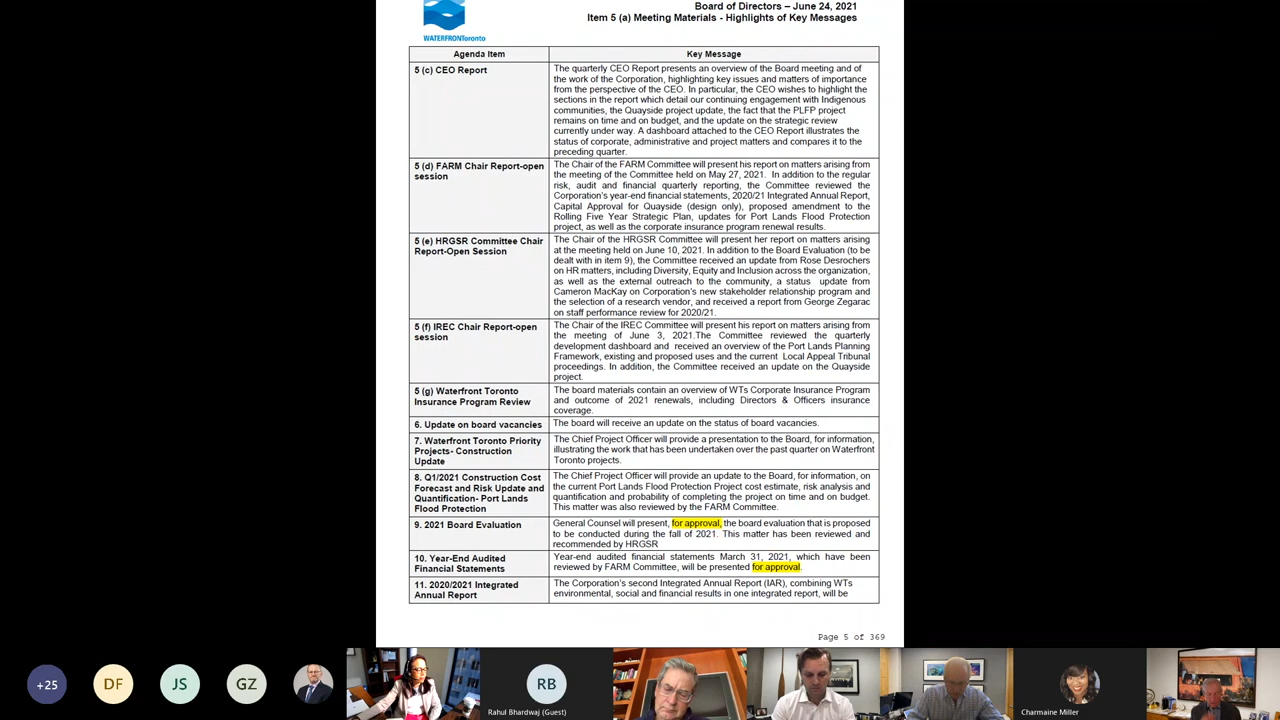 Board of Directors – June 24, 2021
Item 5 (a) Meeting Materials - Highlights of Key Messages
WATERFRONToronto
Agenda Item
Key Message
5 (c) CEO Report
The quarterly CEO Report presents an overview of the Board meeting and of
the work of the Corporation, highlighting key issues and matters of importance
from the perspective of the CEO. In particular, the CEO wishes to highlight the
sections in the report which detail our continuing engagement with Indigenous
communities, the Quayside project update, the fact that the PLFP project
remains on time and on budget, and the update on the strategic review
currently under way. A dashboard attached to the CEO Report illustrates the
status of corporate, administrative and project matters and compares it to the
preceding quarter.
5 (d) FARM Chair Report-open
session
The Chair of the FARM Committee will present his report on matters arising from
the meeting of the Committee held on May 27, 2021. In addition to the regular
risk, audit and financial quarterly reporting, the Committee reviewed the
Corporation's year-end financial statements, 2020/21 Integrated Annual Report,
Capital Approval for Quayside (design only), proposed amendment to the
Rolling Five Year Strategic Plan, updates for Port Lands Flood Protection
project, as well as the corporate insurance program renewal results.
5 (e) HRGSR Committee Chair
Report-Open Session
The Chair of the HRGSR Committee will present her report on matters arising
at the meeting held on June 10, 2021. In addition to the Board Evaluation (to be
dealt with in item 9), the Committee received an update from Rose Desrochers
on HR matters, including Diversity, Equity and Inclusion across the organization,
as well as the external outreach to the community, a status update from
Cameron MacKay on Corporation's new stakeholder relationship program and
the selection of a research vendor, and received a report from George Zegarac
on staff performance review for 2020/21.
5 (f) IREC Chair Report-open
session
The Chair of the IREC Committee will present his report on matters arising from
the meeting of June 3, 2021.The Committee reviewed the quarterly
development dashboard and received an overview of the Port Lands Planning
Framework, existing and proposed uses and the current Local Appeal Tribunal
proceedings. In addition, the Committee received an update on the Quayside
project.
5 (g) Waterfront Toronto
Insurance Program Review
The board materials contain an overview of WTs Corporate Insurance Program
and outcome of 2021 renewals, including Directors & Officers insurance
coverage.
6. Update on board vacancies
The board will receive an update on the status of board vacancies.
7. Waterfront Toronto Priority
Projects- Construction
Update
The Chief Project Officer will provide a presentation to the Board, for information,
illustrating the work that has been undertaken over the past quarter on Waterfront
Toronto projects.
8. Q1/2021 Construction Cost
Forecast and Risk Update and
Quantification- Port Lands
Flood Protection
The Chief Project Officer will provide an update to the Board, for information, on
the current Port Lands Flood Protection Project cost estimate, risk analysis and
quantification and probability of completing the project on time and on budget.
This matter was also reviewed by the FARM Committee.
9. 2021 Board Evaluation
General Counsel will present, for approval, the board evaluation that is proposed
to be conducted during the fall of 2021. This matter has been reviewed and
recommended by HRGSR
10. Year-End Audited
Financial Statements
Year-end audited financial statements March 31, 2021, which have been
reviewed by FARM Committee, will be presented for approval.
11. 2020/2021 Integrated
Annual Report
The Corporation's second Integrated Annual Report (IAR), combining WTs
environmental, social and financial results in one integrated report, will be
Page 5 of 369
+25
DF
JS
GZ
RB
Rahul Bhardwaj (Guest)
Charmaine Miller